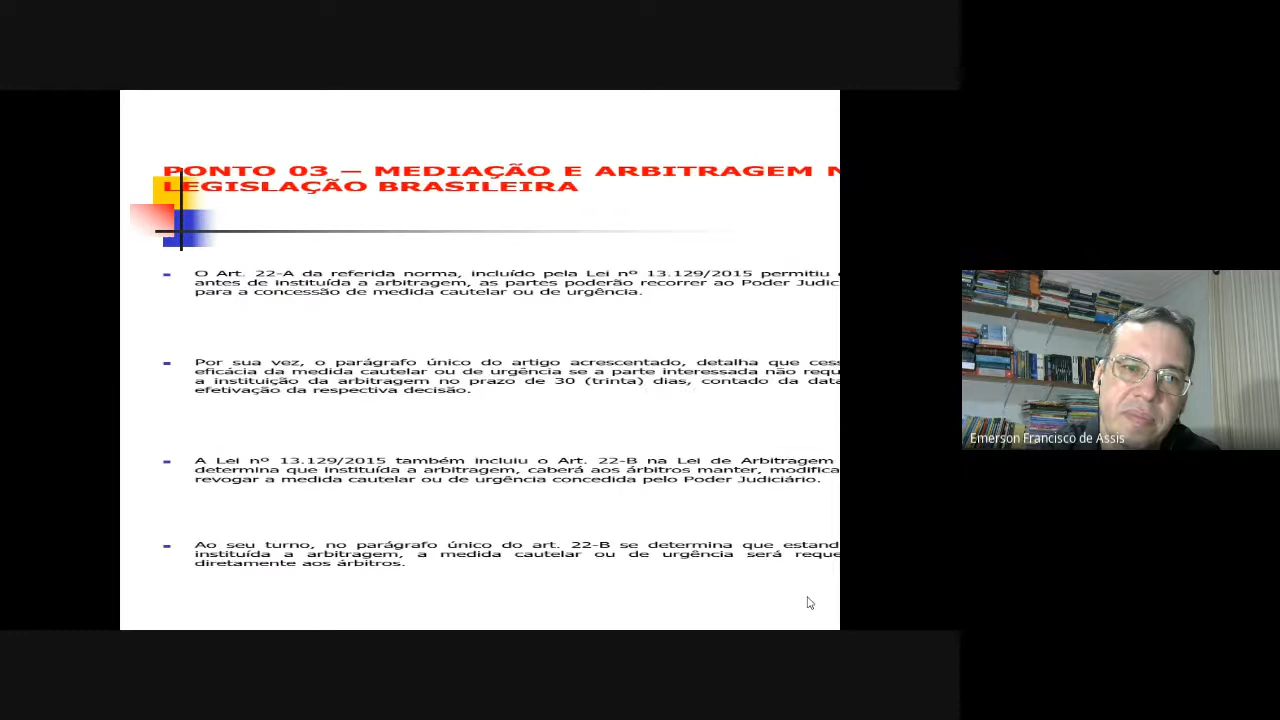 PONTO 03 — MEDIAÇÃO E ARBITRAGEM
LEGISLAÇÃO BRASILEIRA
- O Art. 22-A da referida norma, incluído pela Lei nº 13.129/2015 permitiu
antes de instituída a arbitragem, as partes poderão recorrer ao Poder Judic
para a concessão de medida cautelar ou de urgência.
- Por sua vez, o parágrafo único do artigo acrescentado, detalha que cess
eficácia da medida cautelar ou de urgência se a parte interessada não requ
a instituição da arbitragem no prazo de 30 (trinta) dias, contado da data
efetivação da respectiva decisão.
- A Lei nº 13.129/2015 também incluiu o Art. 22-B na Lei de Arbitragem
determina que instituída a arbitragem, caberá aos árbitros manter, modifica
revogar a medida cautelar ou de urgência concedida pelo Poder Judiciário.
- Ao seu turno, no parágrafo único do art. 22-B se determina que estand
instituída a arbitragem, a medida cautelar ou de urgência será reque
diretamente aos árbitros.
Emerson Francisco de Assis